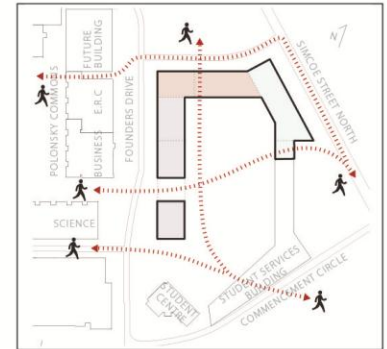 FUTURE
BUILDING
POLONSKY COMMONS
BUSINESS E.R.C
FOUNDERS DRIVE
SIMCOE STREET NORTH
N
SCIENCE
STUDENT
CENTRE
STUDENT SERVICES
BUILDING
COMMENCEMENT CIRCLE